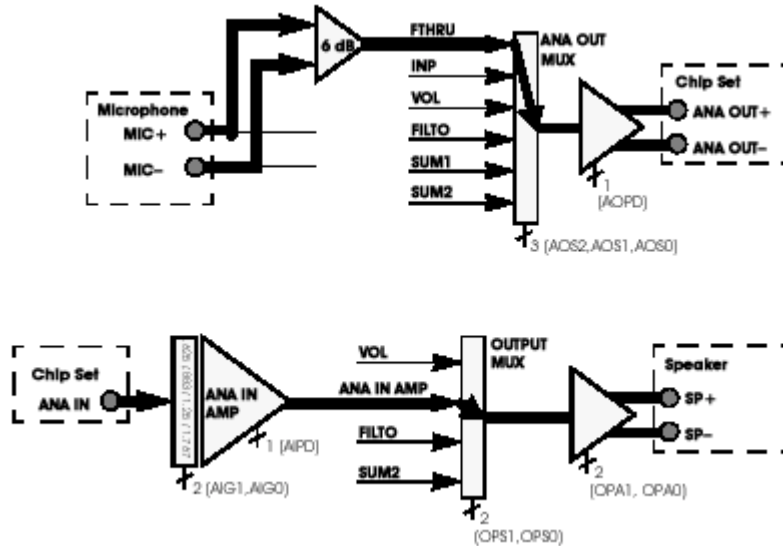 6 dB
FTHRU
ANA OUT
MUX
INP
VOL
FILTO
SUM1
SUM2
Microphone
MIC+
MIC–
Chip Set
ANA OUT+
ANA OUT–
1
(AOPD)
3 (AOS2,AOS1,AOS0)
Chip Set
ANA IN
ANA IN
AMP
1 (AIPD)
2 (AIG1,AIG0)
VOL
ANA IN AMP
FILTO
SUM2
OUTPUT
MUX
2
(OPS1,OPS0)
2
(OPA1, OPA0)
Speaker
SP+
SP–